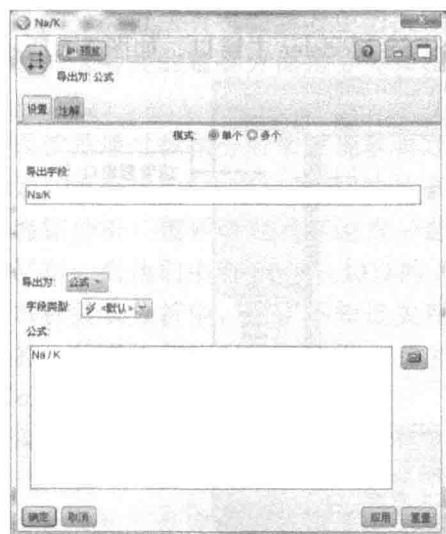 Na/K
预览
导出为: 公式
设置 注解
模式: 单个 多个
导出字段:
Na/K
导出为: 公式
字段类型: <默认>
公式:
Na / K
确定 取消 应用 重置